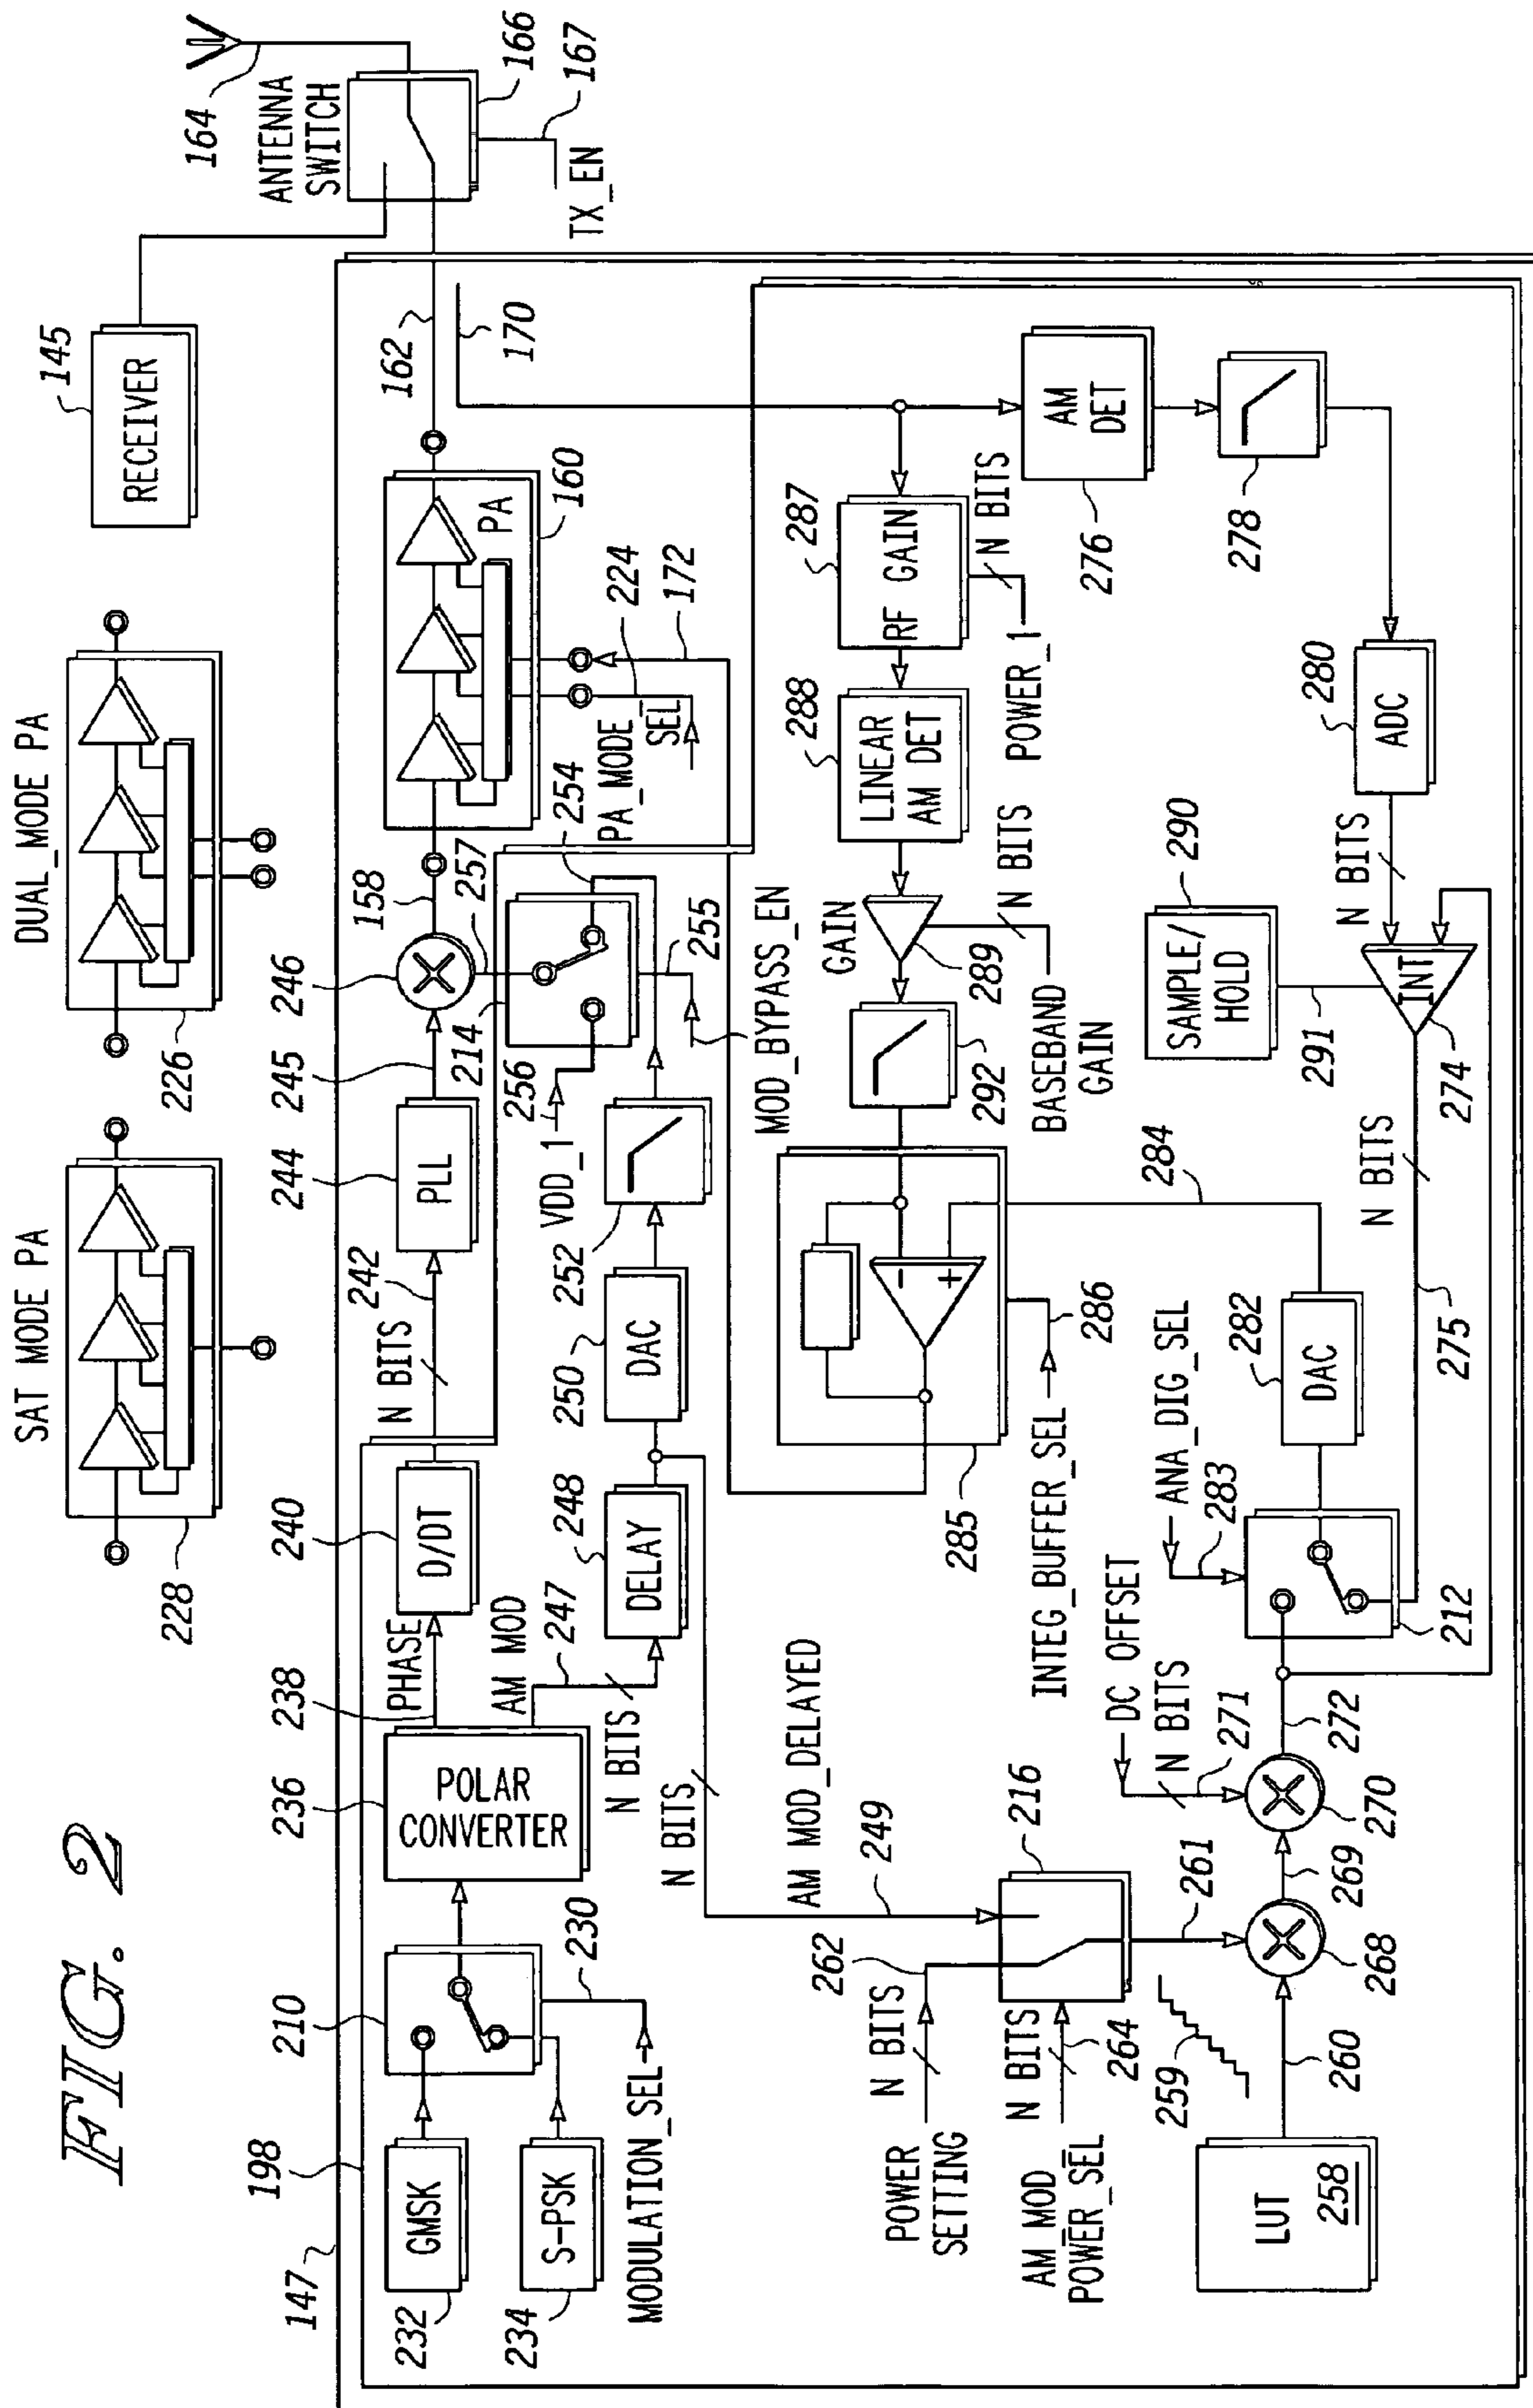 FIG. 2
SAT MODE PA
228
DUAL_MODE PA
226
145
RECEIVER
164
ANTENNA
SWITCH
166
167
TX_EN
147
198
232
GMSK
234
S-PSK
210
230
MODULATION_SEL
236
POLAR
CONVERTER
238
PHASE
AM MOD
247
N BITS
240
D/DT
N BITS
242
244
PLL
245
246
158
257
214
254
255
256
VDD_1
MOD_BYPASS_EN
PA
160
162
170
PA_MODE_
SEL
224
172
248
DELAY
250
DAC
252
N BITS
AM MOD_DELAYED
249
262
N BITS
POWER
SETTING
216
N BITS
264
AM MOD_
POWER_SEL
261
259
LUT
258
260
268
269
270
DC OFFSET
N BITS
271
272
ANA_DIG_SEL
283
212
282
DAC
284
275
N BITS
INTEG_BUFFER_SEL
286
285
292
GAIN
289
N BITS
BASEBAND
GAIN
288
LINEAR
AM DET
287
RF GAIN
N BITS
POWER_1
AM
DET
276
278
280
ADC
N BITS
290
SAMPLE/
HOLD
291
INT
274